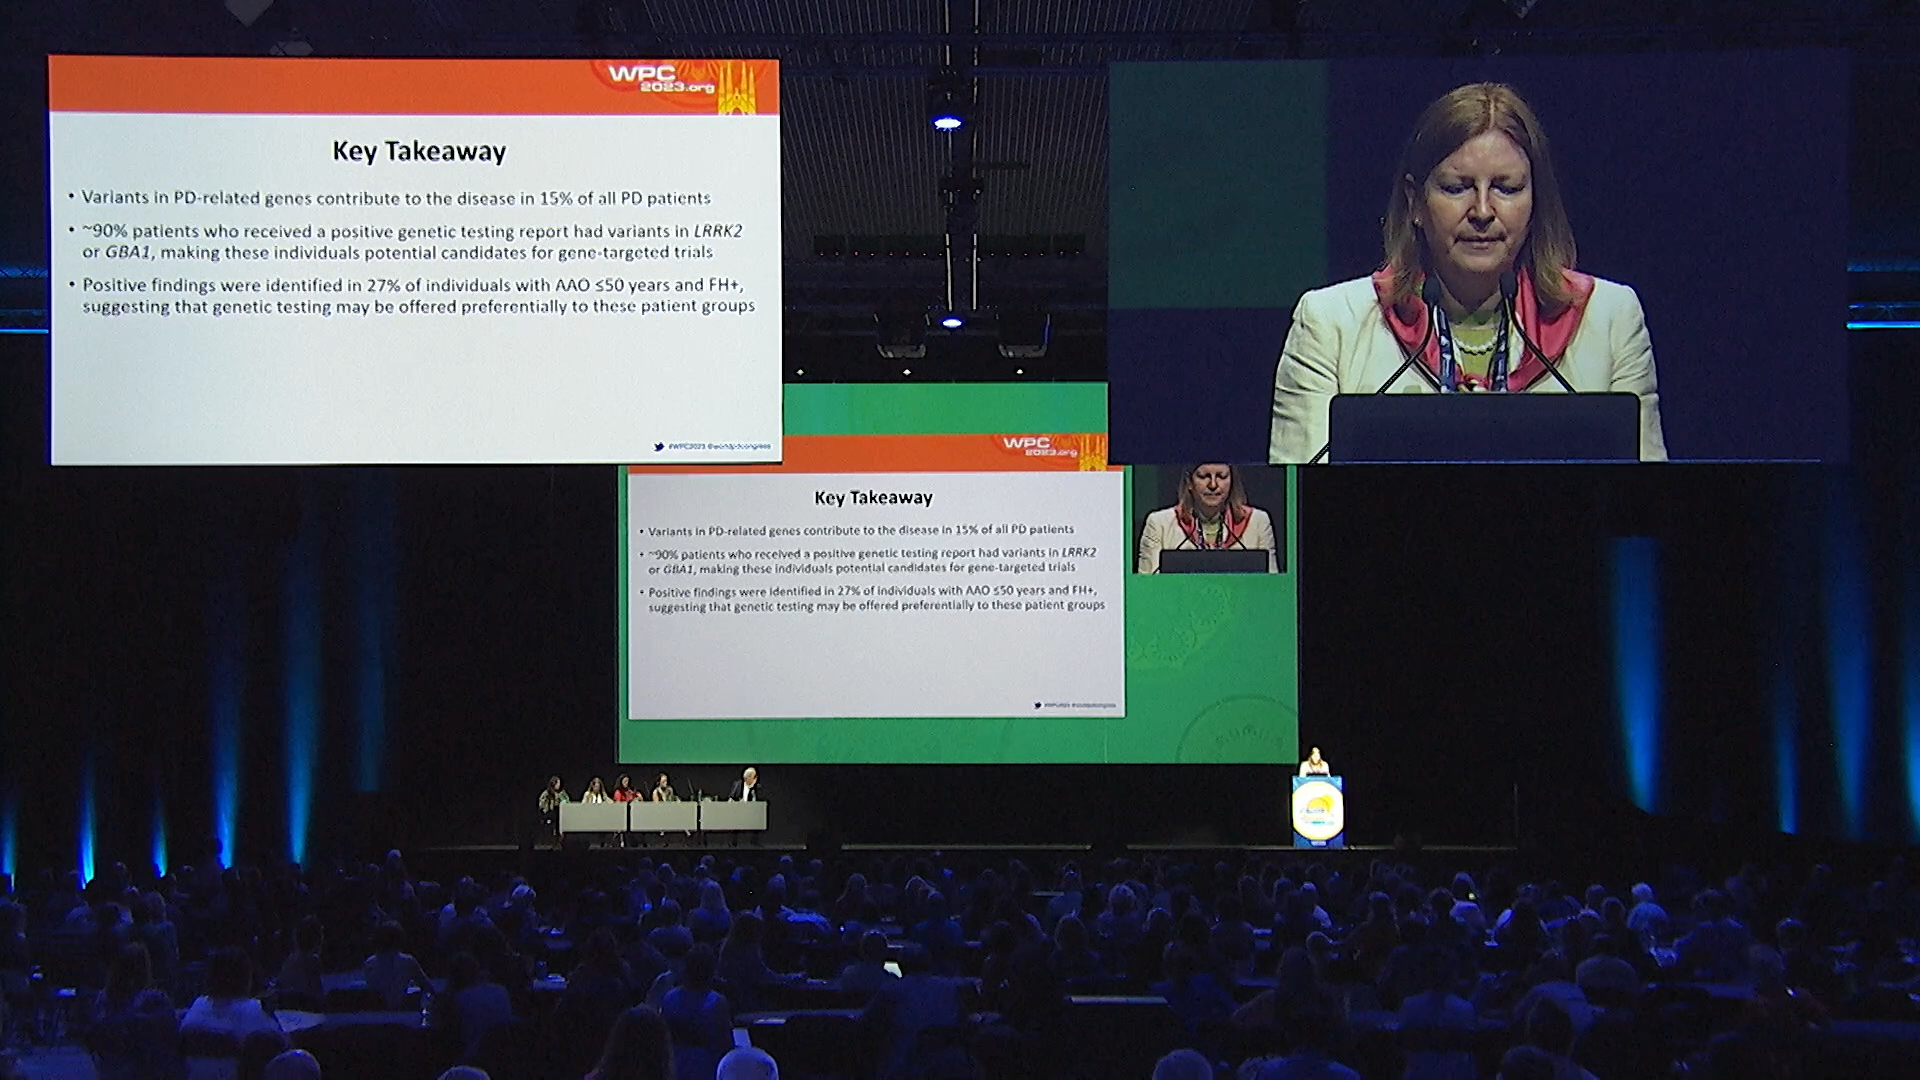 WPC
2023.org
Key Takeaway
• Variants in PD-related genes contribute to the disease in 15% of all PD patients
• ~90% patients who received a positive genetic testing report had variants in LRRK2
or GBA1, making these individuals potential candidates for gene-targeted trials
• Positive findings were identified in 27% of individuals with AAO ≤50 years and FH+,
suggesting that genetic testing may be offered preferentially to these patient groups
#WPC2023 @worldpdcongress
WPC
2023.org
Key Takeaway
• Variants in PD-related genes contribute to the disease in 15% of all PD patients
• ~90% patients who received a positive genetic testing report had variants in LRRK2
or GBA1, making these individuals potential candidates for gene-targeted trials
• Positive findings were identified in 27% of individuals with AAO ≤50 years and FH+,
suggesting that genetic testing may be offered preferentially to these patient groups